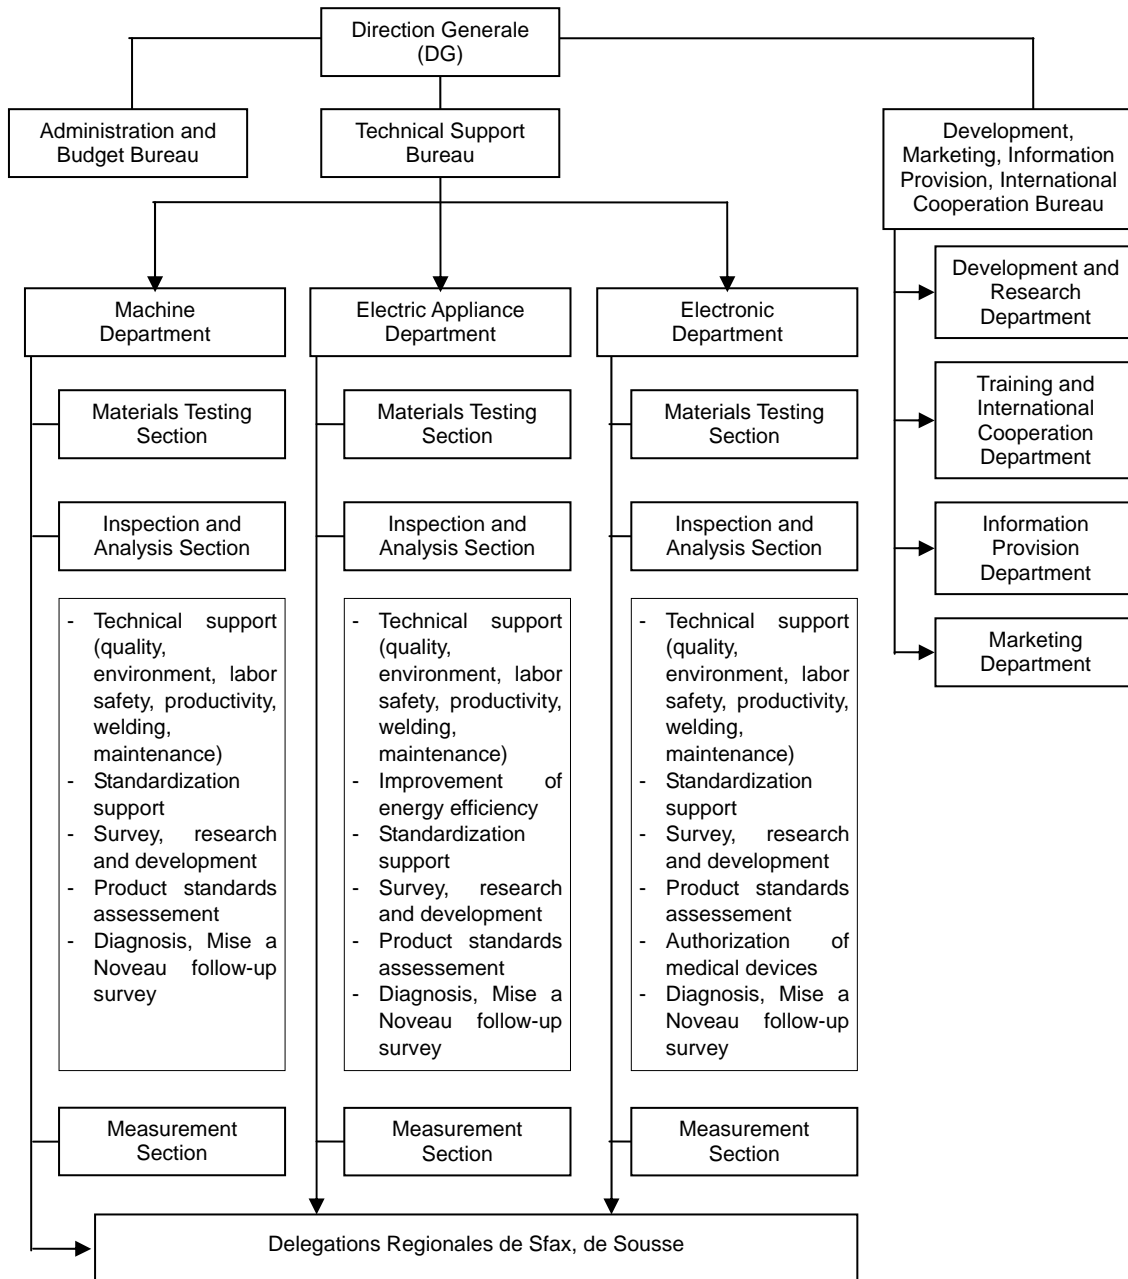 Direction Generale
(DG)
Administration and
Budget Bureau
Technical Support
Bureau
Development,
Marketing, Information
Provision, International
Cooperation Bureau
Development and
Research
Department
Training and
International
Cooperation
Department
Information
Provision
Department
Marketing
Department
Machine
Department
Materials Testing
Section
Inspection and
Analysis Section
- Technical support
(quality,
environment, labor
safety, productivity,
welding,
maintenance)
- Standardization
support
- Survey, research
and development
- Product standards
assessement
- Diagnosis, Mise a
Noveau follow-up
survey
Measurement
Section
Electric Appliance
Department
Materials Testing
Section
Inspection and
Analysis Section
- Technical support
(quality,
environment, labor
safety, productivity,
welding,
maintenance)
- Improvement of
energy efficiency
- Standardization
support
- Survey, research
and development
- Product standards
assessement
- Diagnosis, Mise a
Noveau follow-up
survey
Measurement
Section
Electronic
Department
Materials Testing
Section
Inspection and
Analysis Section
- Technical support
(quality,
environment, labor
safety, productivity,
welding,
maintenance)
- Standardization
support
- Survey, research
and development
- Product standards
assessement
- Authorization of
medical devices
- Diagnosis, Mise a
Noveau follow-up
survey
Measurement
Section
Delegations Regionales de Sfax, de Sousse